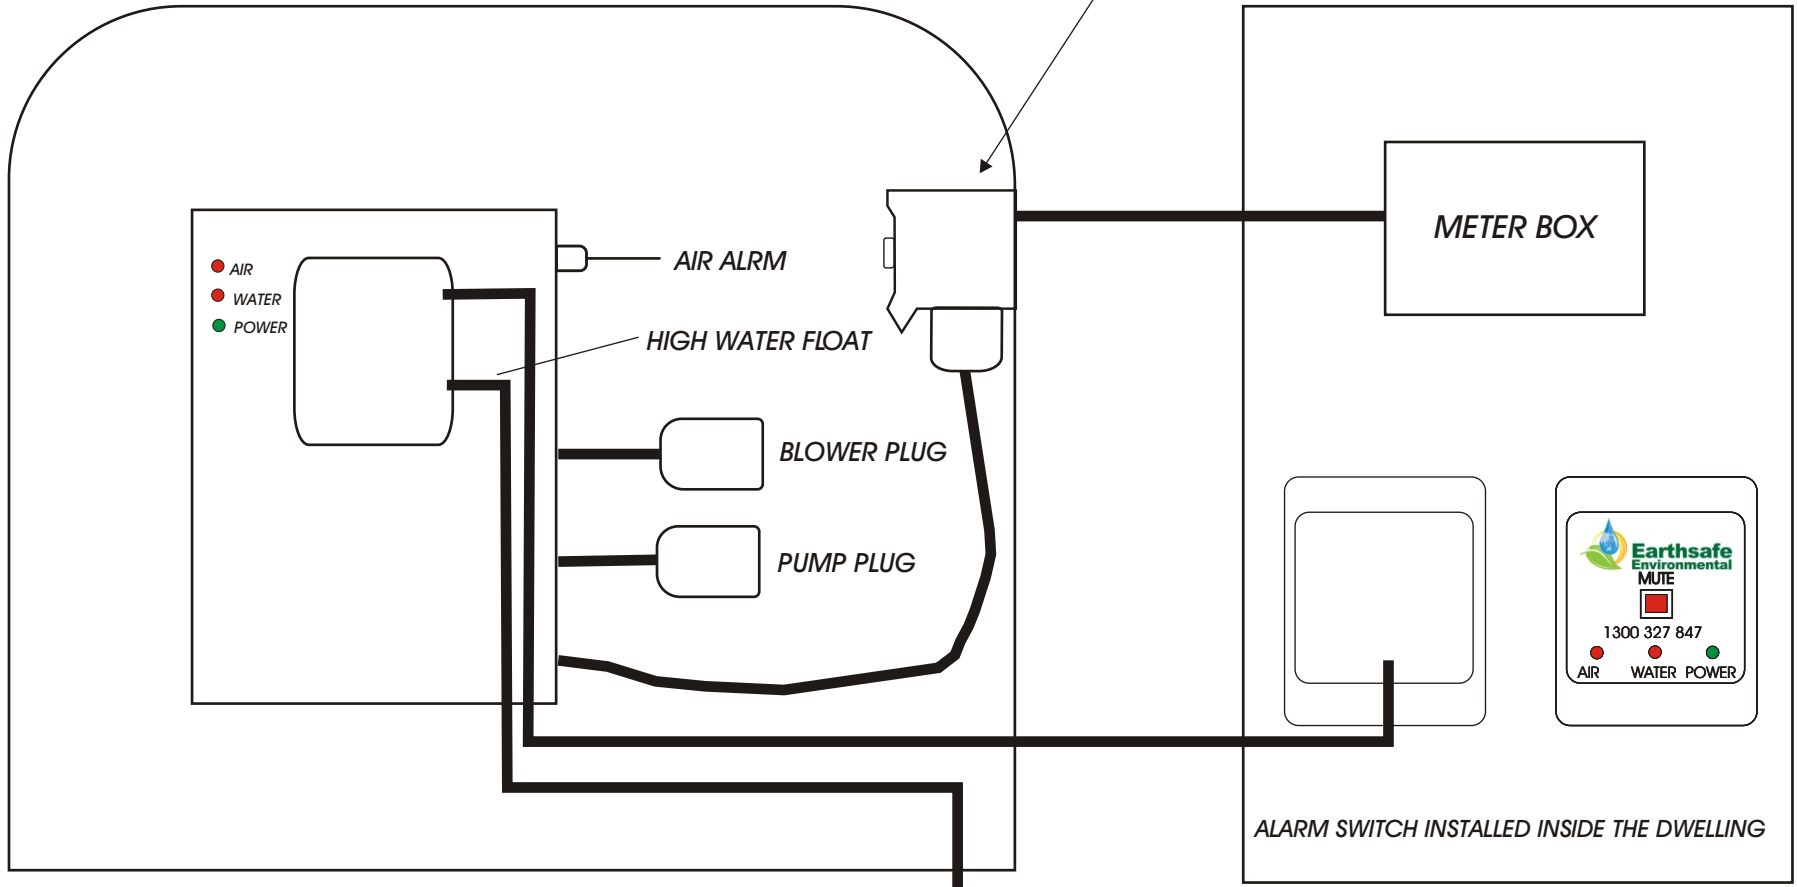 AIR
WATER
POWER
AIR ALRM
HIGH WATER FLOAT
BLOWER PLUG
PUMP PLUG
METER BOX
Earthsafe
Environmental
MUTE
1300 327 847
AIR WATER POWER
ALARM SWITCH INSTALLED INSIDE THE DWELLING